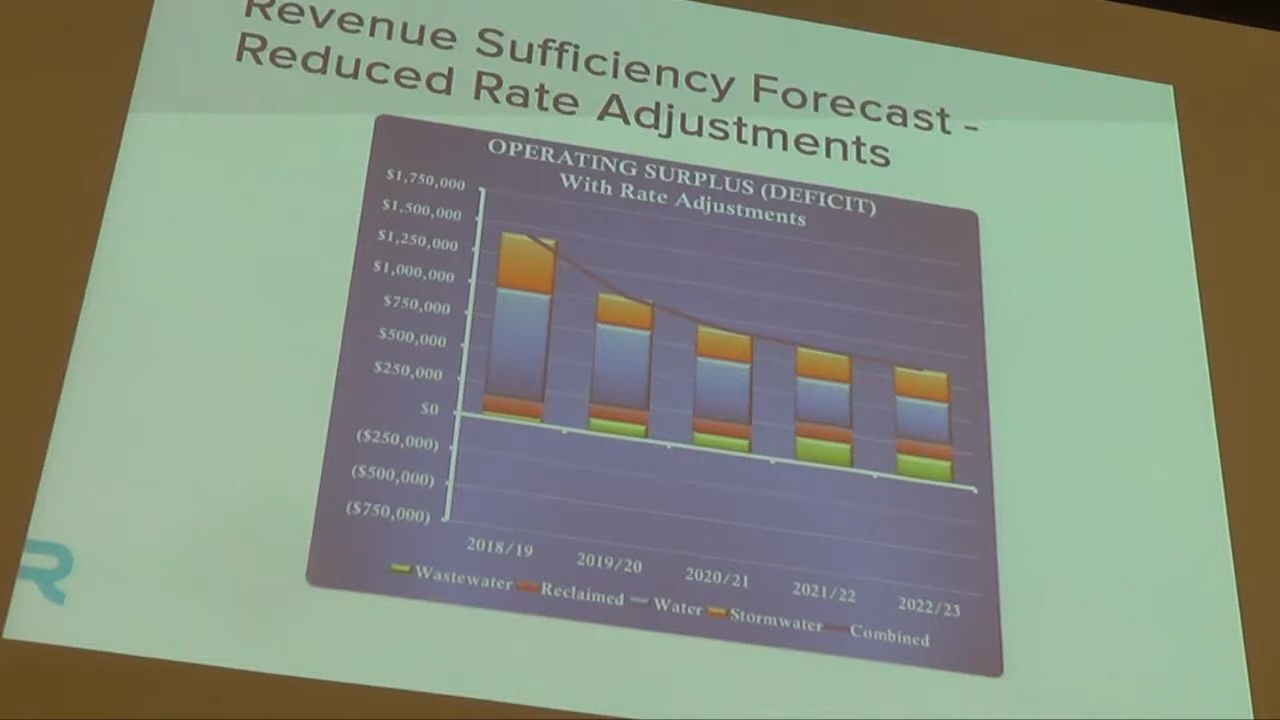 Revenue Sufficiency Forecast -
Reduced Rate Adjustments
OPERATING SURPLUS (DEFICIT)
With Rate Adjustments
$1,750,000
$1,500,000
$1,250,000
$1,000,000
$750,000
$500,000
$250,000
$0
($250,000)
($500,000)
($750,000)
2018/19 2019/20 2020/21 2021/22 2022/23
Wastewater Reclaimed Water Stormwater Combined
R